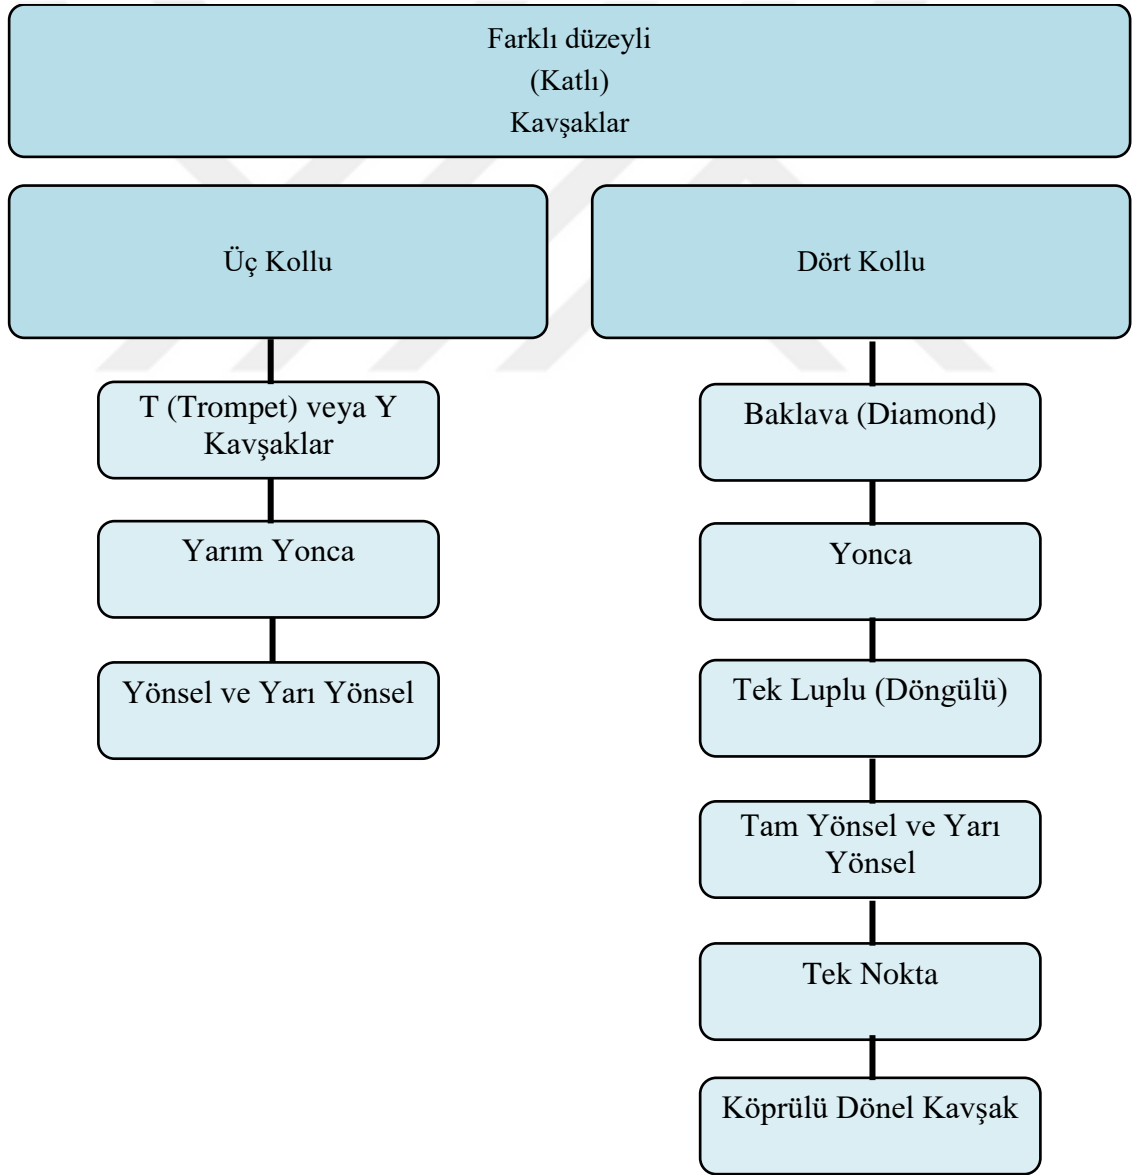 Farklı düzeyli
(Katlı)
Kavşaklar
Üç Kollu
Dört Kollu
T (Trompet) veya Y
Kavşaklar
Yarım Yonca
Yönsel ve Yarı Yönsel
Baklava (Diamond)
Yonca
Tek Luplu (Döngülü)
Tam Yönsel ve Yarı
Yönsel
Tek Nokta
Köprülü Dönel Kavşak